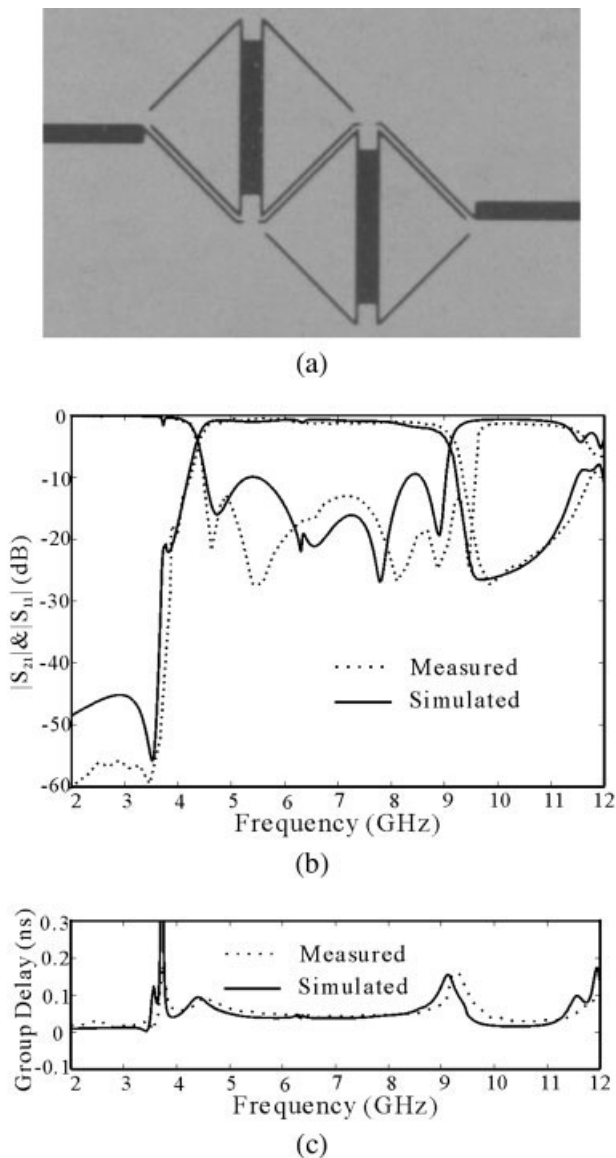 (a)
|S21|&|S11| (dB)
0
-10
-20
-30
-40
-50
-60
Measured
Simulated
2 3 4 5 6 7 8 9 10 11 12
Frequency (GHz)
(b)
Group Delay (ns)
0.3
0.2
0.1
0
-0.1
Measured
Simulated
2 3 4 5 6 7 8 9 10 11 12
Frequency (GHz)
(c)